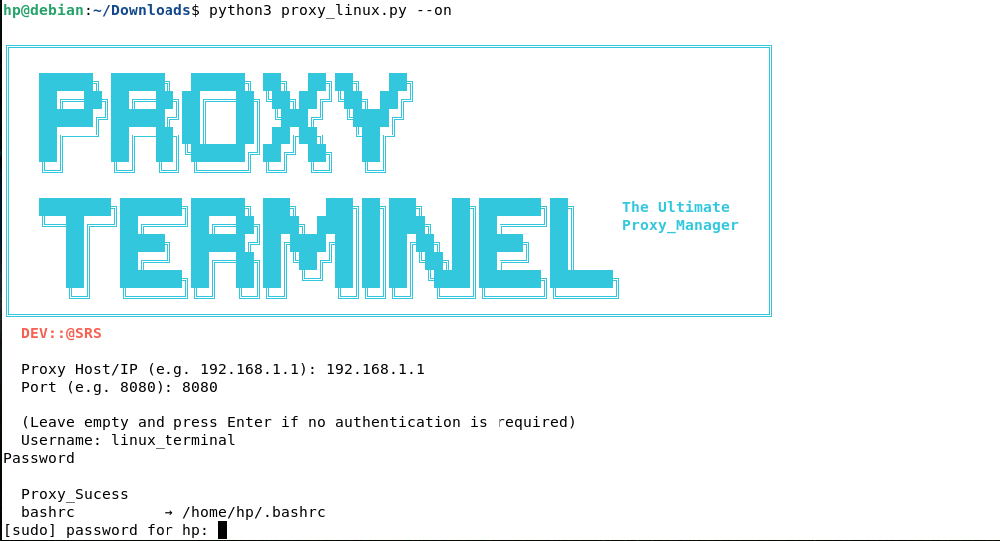 hp@debian:~/Downloads$ python3 proxy_linux.py --on
PROXY
TERMINEL
The Ultimate
Proxy_Manager
DEV::@SRS
Proxy Host/IP (e.g. 192.168.1.1): 192.168.1.1
Port (e.g. 8080): 8080
(Leave empty and press Enter if no authentication is required)
Username: linux_terminal
Password
Proxy_Sucess
bashrc → /home/hp/.bashrc
[sudo] password for hp: